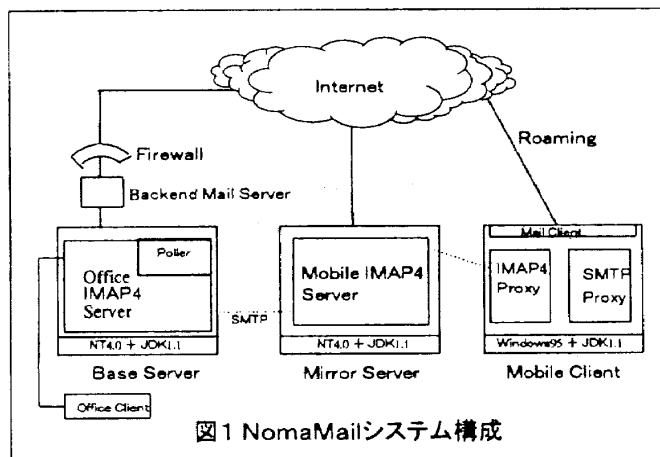 Internet
Firewall
Roaming
Backend Mail Server
Mail Client
Poller
Office
IMAP4
Server
Mobile IMAP4
Server
IMAP4
Proxy
SMTP
Proxy
SMTP
NT4.0 + JDK1.1
NT4.0 + JDK1.1
Windows95 + JDK1.1
Base Server
Mirror Server
Mobile Client
Office Client
図1 NomaMailシステム構成